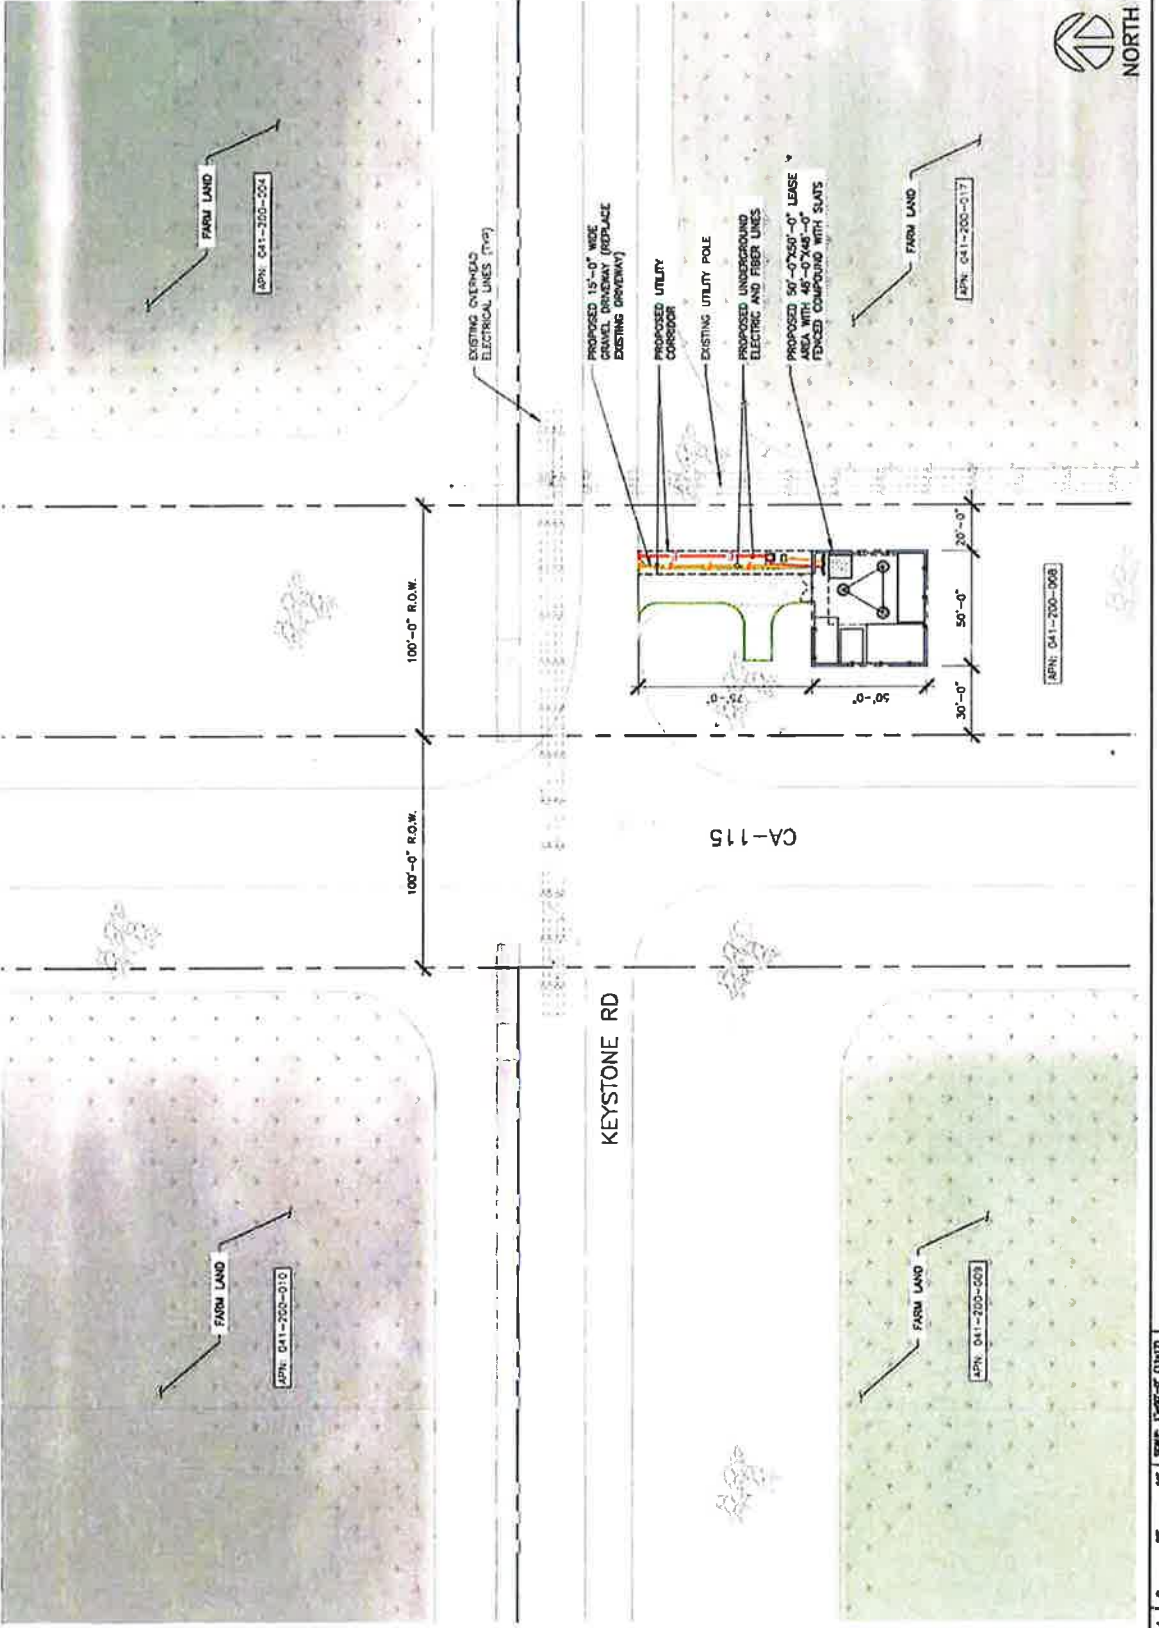 FARM LAND
APN: 041-200-004
EXISTING OVERHEAD
ELECTRICAL LINES (TYP)
PROPOSED 15'-0" WIDE
GRAVEL DRIVEWAY (REPLACE
EXISTING DRIVEWAY)
PROPOSED UTILITY
CORRIDOR
EXISTING UTILITY POLE
PROPOSED UNDERGROUND
ELECTRIC AND FIBER LINES
PROPOSED 50'-0"X50'-0" LEASE
AREA WITH 48'-0"X48'-0"
FENCED COMPOUND WITH SLATS
FARM LAND
APN: 041-200-017
NORTH
100'-0" R.O.W.
100'-0" R.O.W.
75'-0"
50'-0"
20'-0"
50'-0"
30'-0"
APN: 041-200-008
CA-115
KEYSTONE RD
FARM LAND
APN: 041-200-010
FARM LAND
APN: 041-200-009